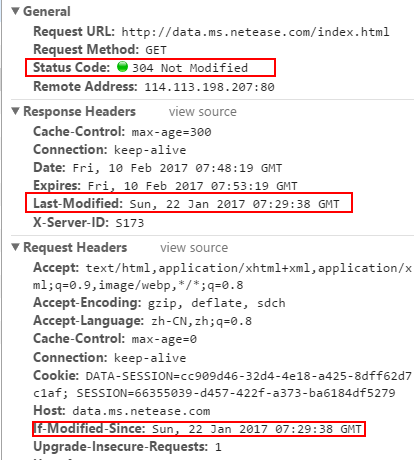 General
Request URL: http://data.ms.netease.com/index.html
Request Method: GET
Status Code: 304 Not Modified
Remote Address: 114.113.198.207:80
Response Headers view source
Cache-Control: max-age=300
Connection: keep-alive
Date: Fri, 10 Feb 2017 07:48:19 GMT
Expires: Fri, 10 Feb 2017 07:53:19 GMT
Last-Modified: Sun, 22 Jan 2017 07:29:38 GMT
X-Server-ID: S173
Request Headers view source
Accept: text/html,application/xhtml+xml,application/x
ml;q=0.9,image/webp,*/*;q=0.8
Accept-Encoding: gzip, deflate, sdch
Accept-Language: zh-CN,zh;q=0.8
Cache-Control: max-age=0
Connection: keep-alive
Cookie: DATA-SESSION=cc909d46-32d4-4e18-a425-8dff62d7
c1af; SESSION=66355039-d457-422f-a373-ba6184df5279
Host: data.ms.netease.com
If-Modified-Since: Sun, 22 Jan 2017 07:29:38 GMT
Upgrade-Insecure-Requests: 1